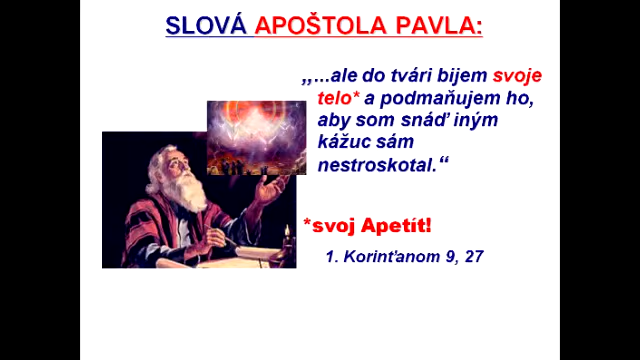 SLOVÁ APOŠTOLA PAVLA:
„...ale do tvári bijem svoje
telo* a podmaňujem ho,
aby som snáď iným
kážuc sám
nestroskotal.“
*svoj Apetít!
1. Korinťanom 9, 27